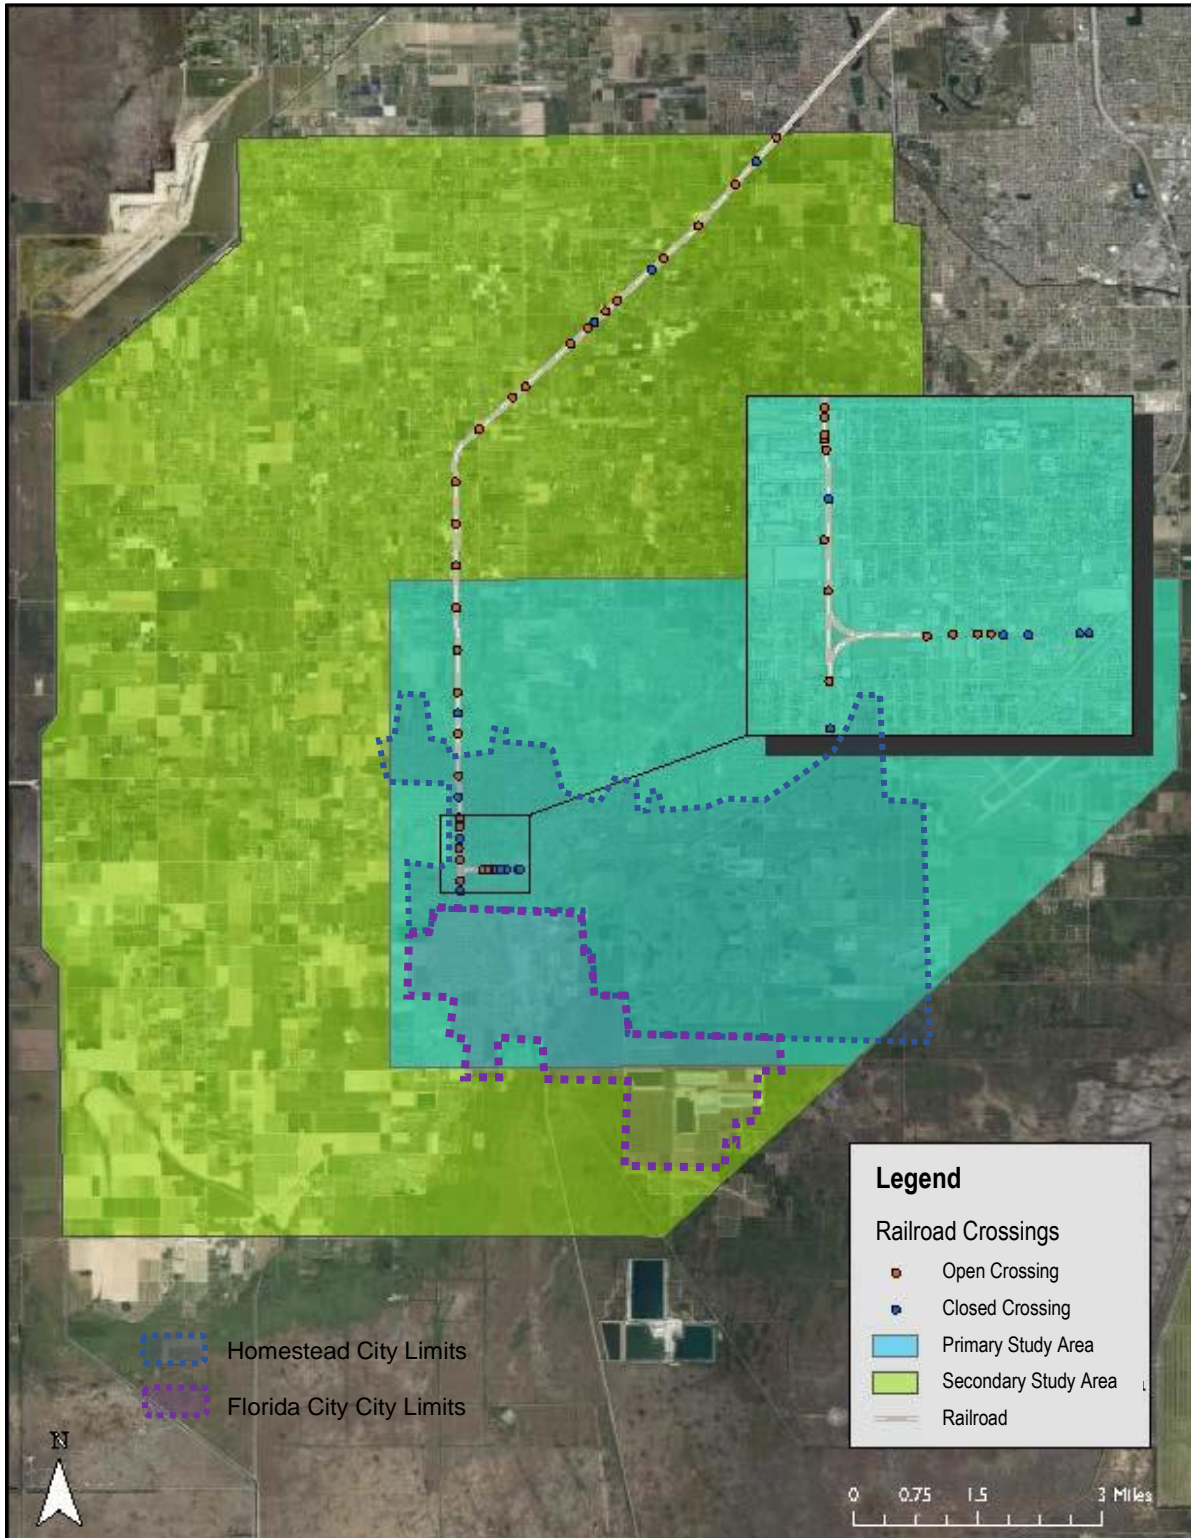 Legend
Railroad Crossings
Open Crossing
Closed Crossing
Primary Study Area
Secondary Study Area
Railroad
Homestead City Limits
Florida City City Limits
N
0 0.75 1.5 3 Miles